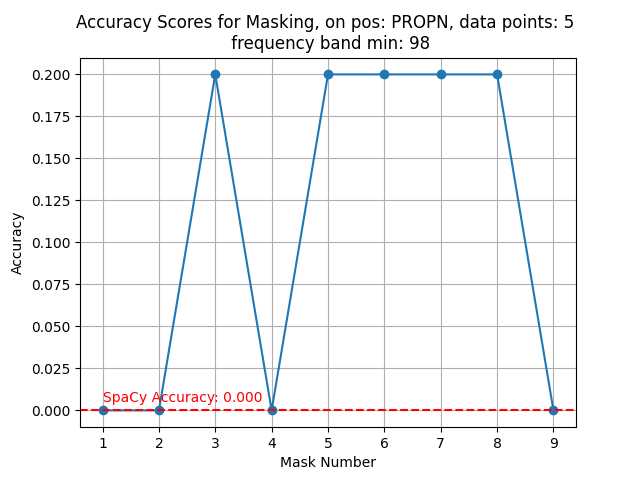 Accuracy Scores for Masking, on pos: PROPN, data points: 5
frequency band min: 98
Accuracy
0.200
0.175
0.150
0.125
0.100
0.075
0.050
0.025
0.000
SpaCy Accuracy: 0.000
1 2 3 4 5 6 7 8 9
Mask Number